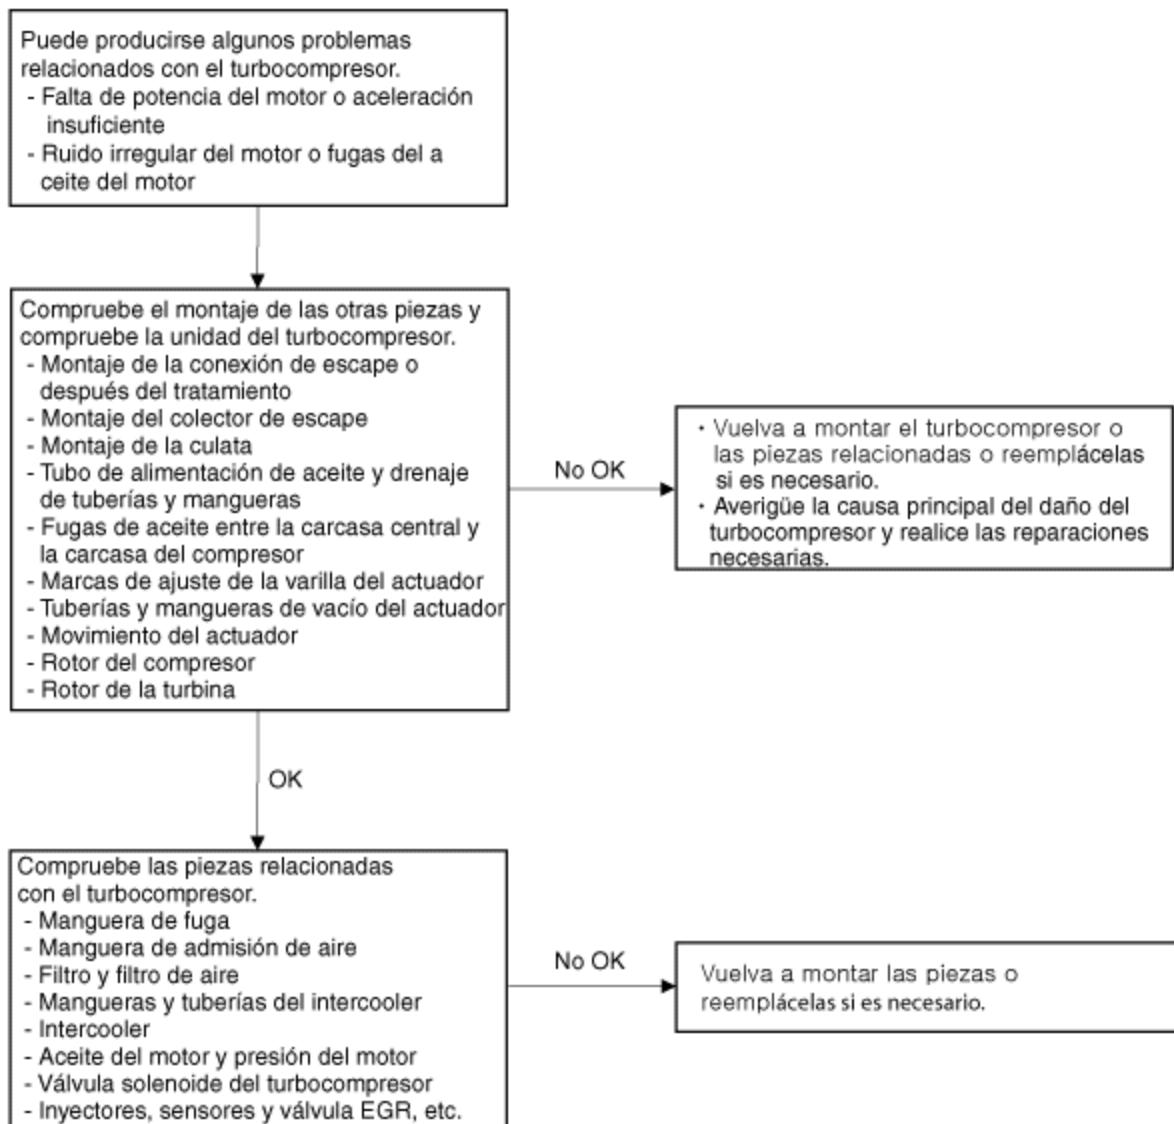 Puede producirse algunos problemas
relacionados con el turbocompresor.
- Falta de potencia del motor o aceleración
insuficiente
- Ruido irregular del motor o fugas del a
ceite del motor
Compruebe el montaje de las otras piezas y
compruebe la unidad del turbocompresor.
- Montaje de la conexión de escape o
después del tratamiento
- Montaje del colector de escape
- Montaje de la culata
- Tubo de alimentación de aceite y drenaje
de tuberías y mangueras
- Fugas de aceite entre la carcasa central y
la carcasa del compresor
- Marcas de ajuste de la varilla del actuador
- Tuberías y mangueras de vacío del actuador
- Movimiento del actuador
- Rotor del compresor
- Rotor de la turbina
No OK
· Vuelva a montar el turbocompresor o
las piezas relacionadas o reemplácelas
si es necesario.
· Averigüe la causa principal del daño del
turbocompresor y realice las reparaciones
necesarias.
OK
Compruebe las piezas relacionadas
con el turbocompresor.
- Manguera de fuga
- Manguera de admisión de aire
- Filtro y filtro de aire
- Mangueras y tuberías del intercooler
- Intercooler
- Aceite del motor y presión del motor
- Válvula solenoide del turbocompresor
- Inyectores, sensores y válvula EGR, etc.
No OK
Vuelva a montar las piezas o
reemplácelas si es necesario.